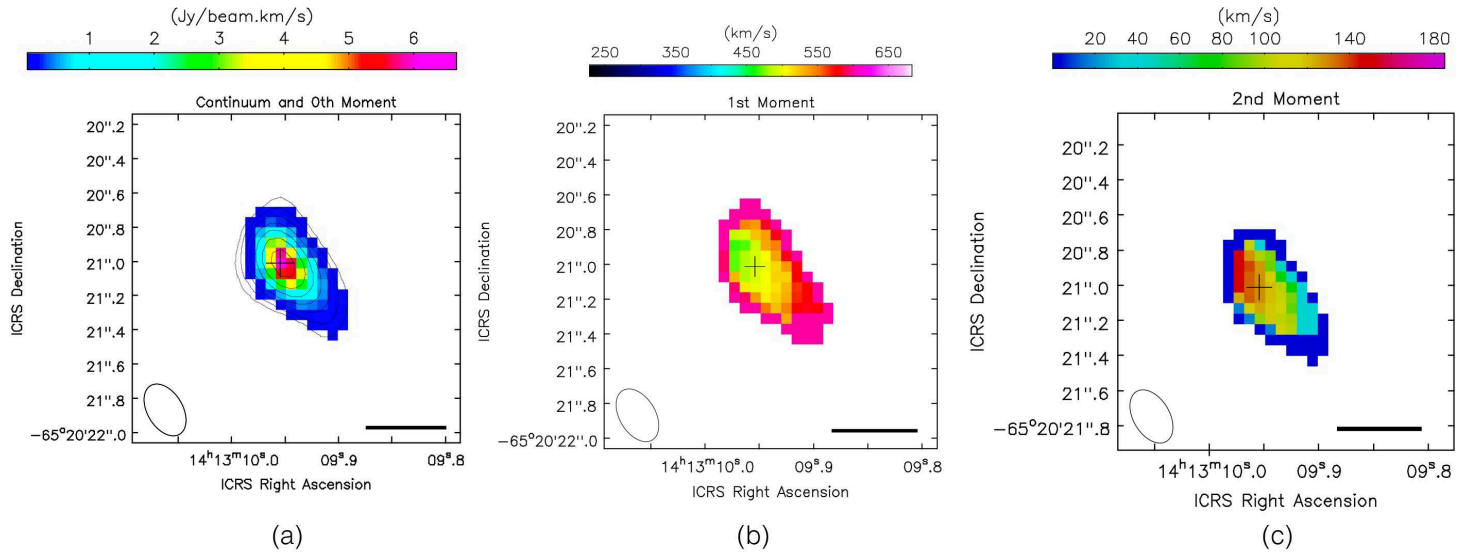 (Jy/beam.km/s)
1 2 3 4 5 6
Continuum and 0th Moment
20".2
20".4
20".6
20".8
21".0
21".2
21".4
21".6
21".8
−65°20'22".0
14ʰ13ᵐ10ˢ.0 09ˢ.9 09ˢ.8
ICRS Right Ascension
ICRS Declination
(a)
(km/s)
250 350 450 550 650
1st Moment
20".2
20".4
20".6
20".8
21".0
21".2
21".4
21".6
21".8
−65°20'22".0
14ʰ13ᵐ10ˢ.0 09ˢ.9 09ˢ.8
ICRS Right Ascension
ICRS Declination
(b)
(km/s)
20 60 80 100 140 180
2nd Moment
20".2
20".4
20".6
20".8
21".0
21".2
21".4
21".6
−65°20'21".8
14ʰ13ᵐ10ˢ.0 09ˢ.9 09ˢ.8
ICRS Right Ascension
ICRS Declination
(c)